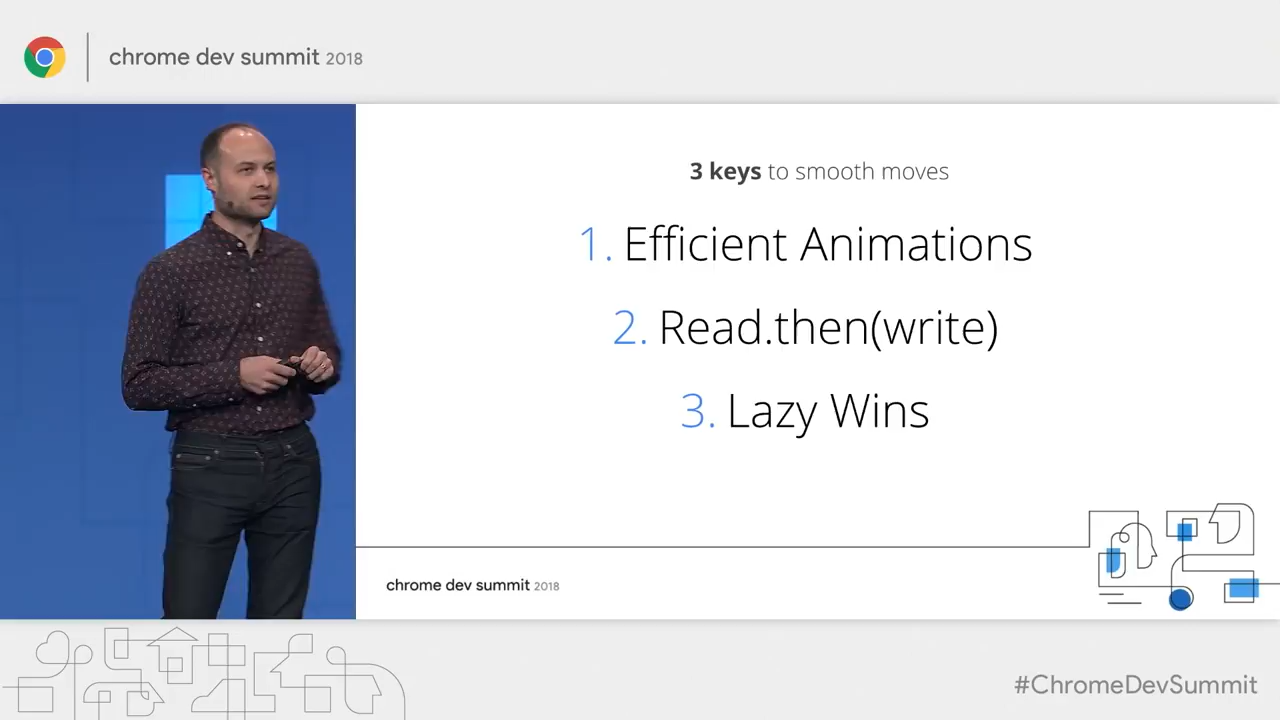 chrome dev summit 2018
3 keys to smooth moves
1. Efficient Animations
2. Read.then(write)
3. Lazy Wins
chrome dev summit 2018
#ChromeDevSummit